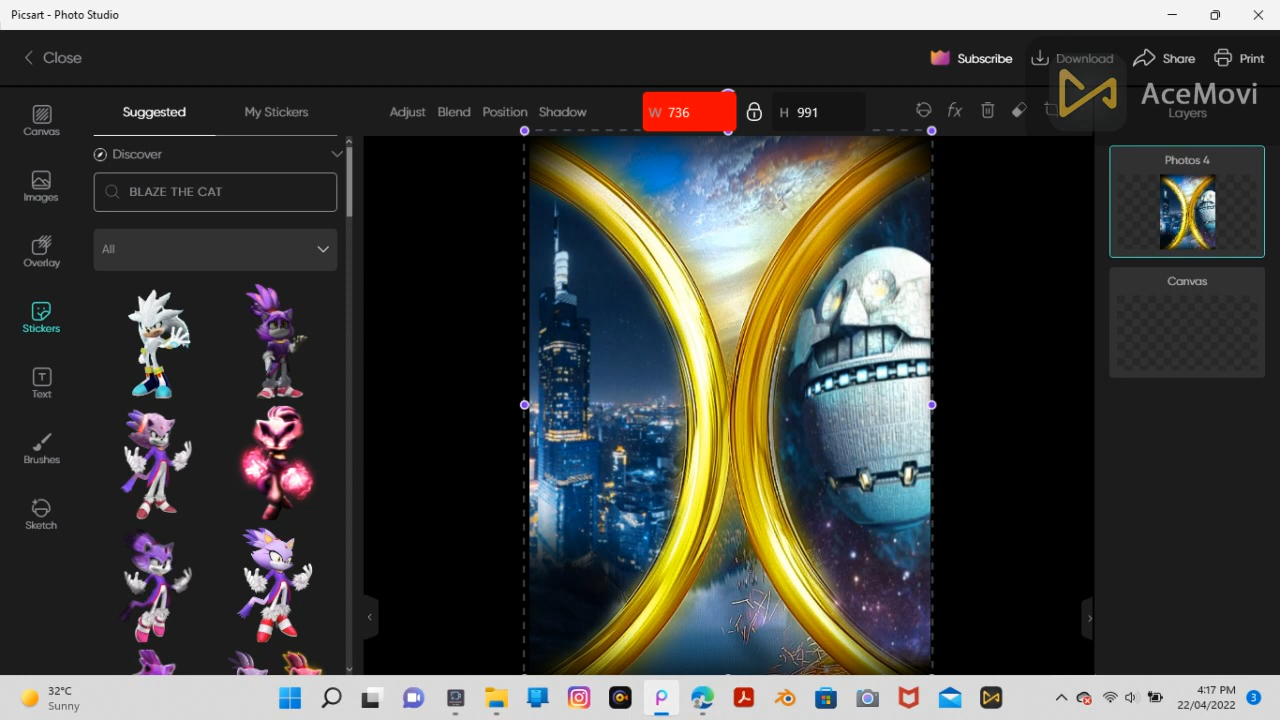 Picsart - Photo Studio
Close
Subscribe
Download
Share
Print
AceMovi
Canvas
Images
Overlay
Stickers
Text
Brushes
Sketch
Suggested
My Stickers
Discover
BLAZE THE CAT
All
Adjust
Blend
Position
Shadow
W 736
H 991
fx
Layers
Photos 4
Canvas
32°C
Sunny
4:17 PM
22/04/2022
3